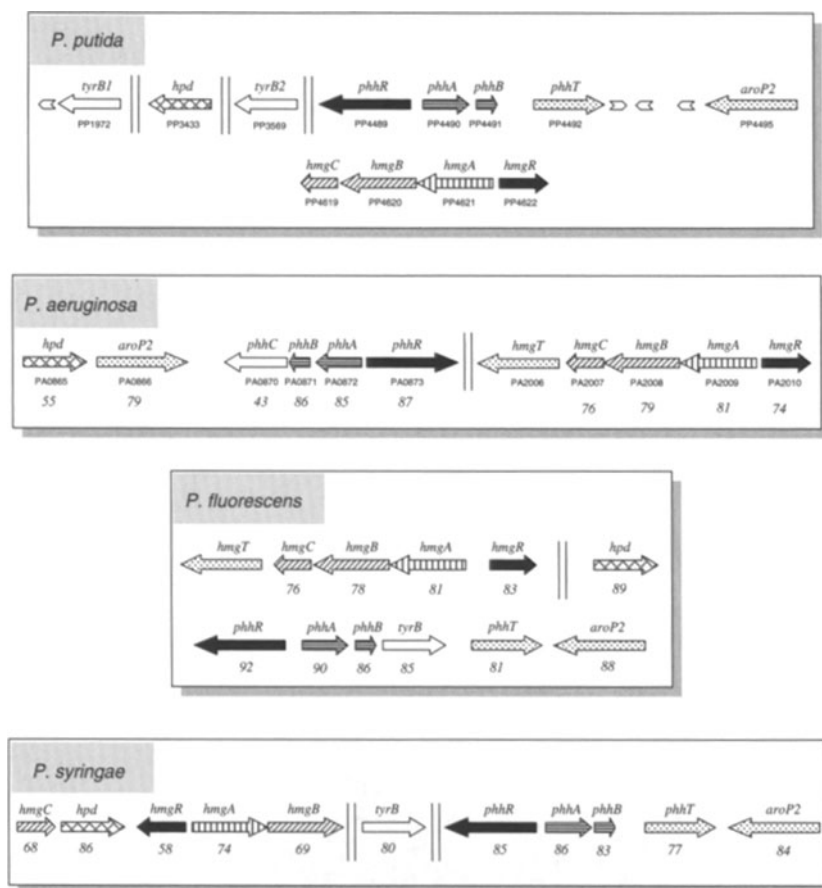 P. putida
tyrB1 hpd tyrB2 phhR phhA phhB phhT aroP2
PP1972 PP3433 PP3569 PP4489 PP4490 PP4491 PP4492 PP4495
hmgC hmgB hmgA hmgR
PP4619 PP4620 PP4621 PP4622
P. aeruginosa
hpd aroP2 phhC phhB phhA phhR hmgT hmgC hmgB hmgA hmgR
PA0865 PA0866 PA0870 PA0871 PA0872 PA0873 PA2006 PA2007 PA2008 PA2009 PA2010
55 79 43 86 85 87 76 79 81 74
P. fluorescens
hmgT hmgC hmgB hmgA hmgR hpd
76 78 81 83 89
phhR phhA phhB tyrB phhT aroP2
92 90 86 85 81 88
P. syringae
hmgC hpd hmgR hmgA hmgB tyrB phhR phhA phhB phhT aroP2
68 86 58 74 69 80 85 86 83 77 84